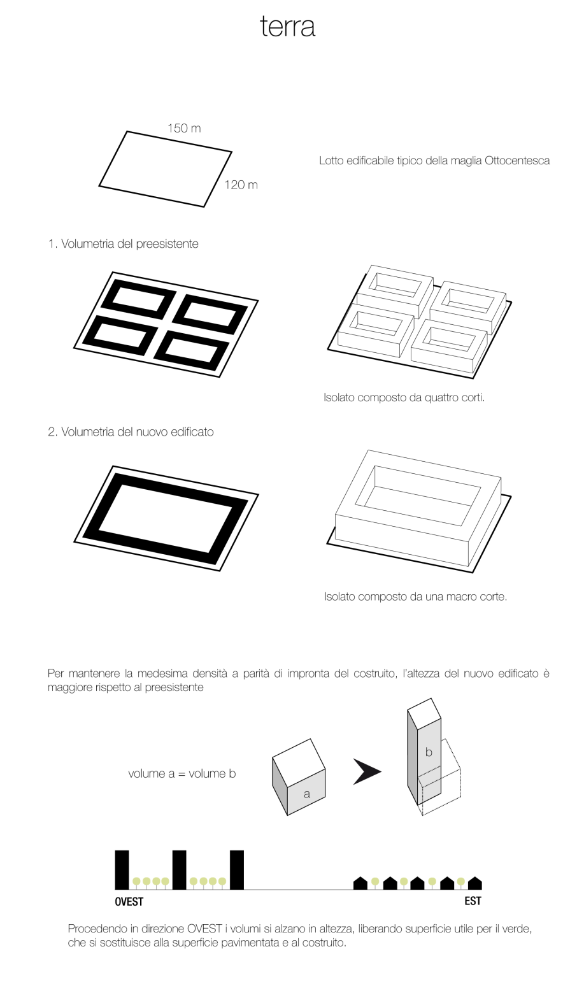 terra
150 m
Lotto edificabile tipico della maglia Ottocentesca
120 m
1. Volumetria del preesistente
Isolato composto da quattro corti.
2. Volumetria del nuovo edificato
Isolato composto da una macro corte.
Per mantenere la medesima densità a parità di impronta del costruito, l'altezza del nuovo edificato è
maggiore rispetto al preesistente
b
volume a = volume b
a
OVEST
EST
Procedendo in direzione OVEST i volumi si alzano in altezza, liberando superficie utile per il verde,
che si sostituisce alla superficie pavimentata e al costruito.